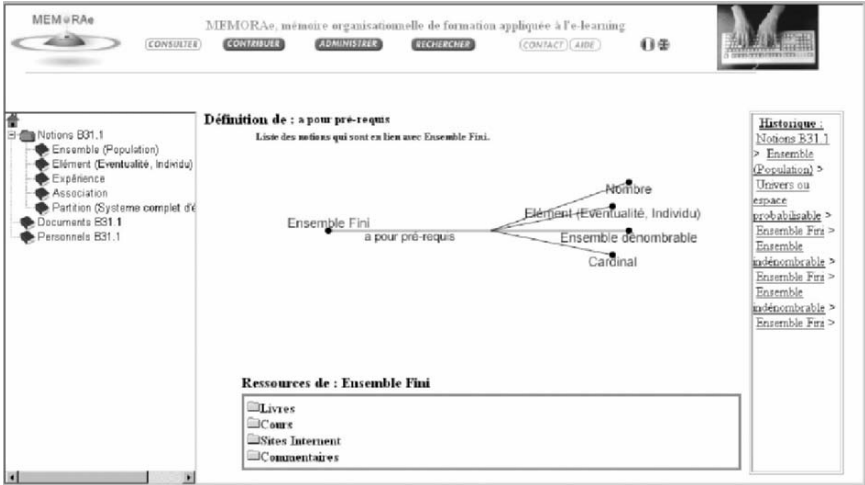 MEMORAe
MEMORAe, mémoire organisationnelle de formation appliquée à l'e-learning
CONSULTER CONTRIBUER ADMINISTRER RECHERCHER CONTACT AIDE
Notions B31.1
Ensemble (Population)
Elément (Eventualité, Individu)
Expérience
Association
Partition (Systeme complet d'é
Documents B31.1
Personnels B31.1
Définition de : a pour pré-requis
Liste des notions qui sont en lien avec Ensemble Fini.
Nombre
Elément (Eventualité, Individu)
Ensemble Fini
a pour pré-requis
Ensemble dénombrable
Cardinal
Ressources de : Ensemble Fini
Livres
Cours
Sites Internent
Commentaires
Historique :
Notions B31.1
> Ensemble
(Population) >
Univers ou
espace
probabilisable >
Ensemble Fini >
Ensemble
indénombrable >
Ensemble Fini >
Ensemble
indénombrable >
Ensemble Fini >